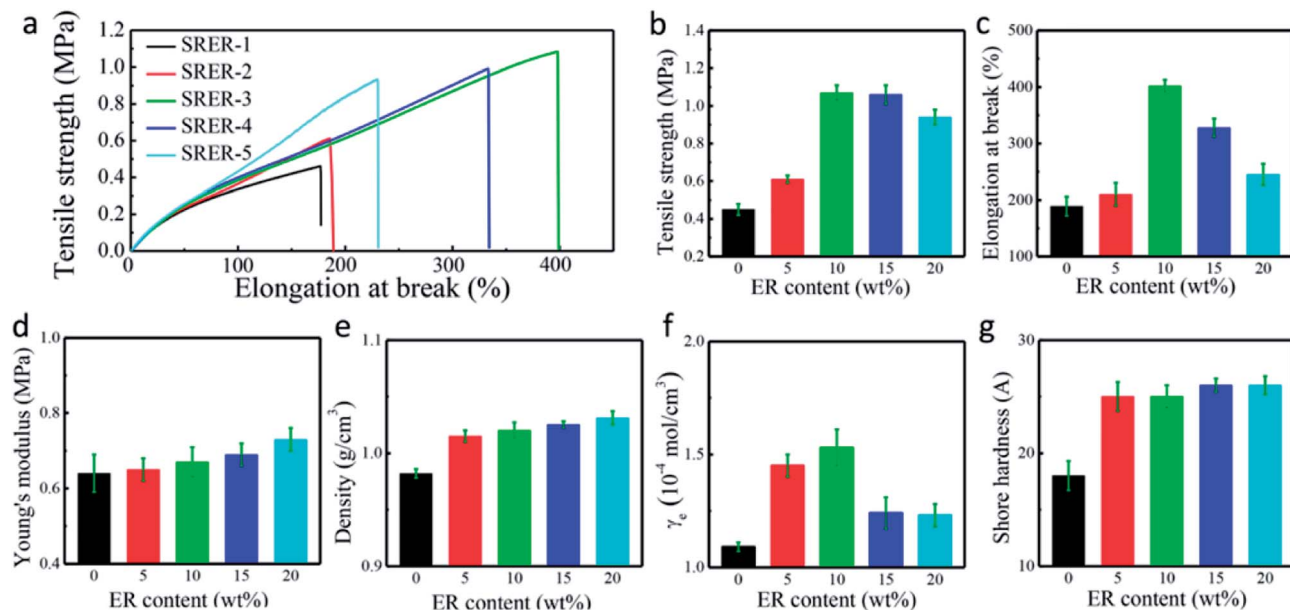 a
Tensile strength (MPa)
1.2
1.0
0.8
0.6
0.4
0.2
0.0
SRER-1
SRER-2
SRER-3
SRER-4
SRER-5
0 100 200 300 400
Elongation at break (%)
b
Tensile strength (MPa)
1.4
1.2
1.0
0.8
0.6
0.4
0.2
0 5 10 15 20
ER content (wt%)
c
Elongation at break (%)
500
400
300
200
100
0 5 10 15 20
ER content (wt%)
d
Young's modulus (MPa)
1.0
0.8
0.6
0.4
0 5 10 15 20
ER content (wt%)
e
Density (g/cm³)
1.1
1.0
0.9
0 5 10 15 20
ER content (wt%)
f
γₑ (10⁻⁴ mol/cm³)
2.0
1.5
1.0
0 5 10 15 20
ER content (wt%)
g
Shore hardness (A)
30
20
10
0 5 10 15 20
ER content (wt%)